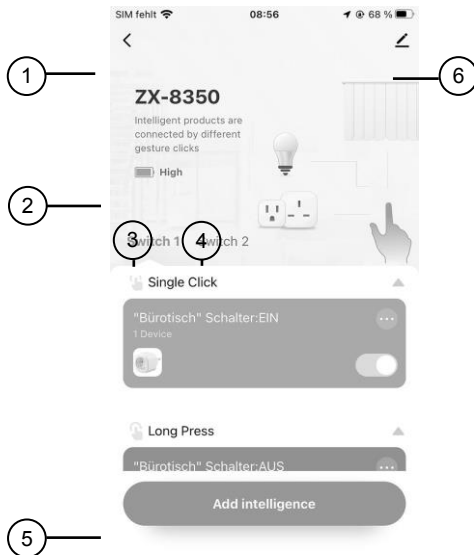 SIM fehlt 08:56 68 %
1
6
ZX-8350
Intelligent products are
connected by different
gesture clicks
High
2
3 4
Switch 1 Switch 2
Single Click
"Bürotisch" Schalter:EIN
1 Device
Long Press
"Bürotisch" Schalter:AUS
Add intelligence
5